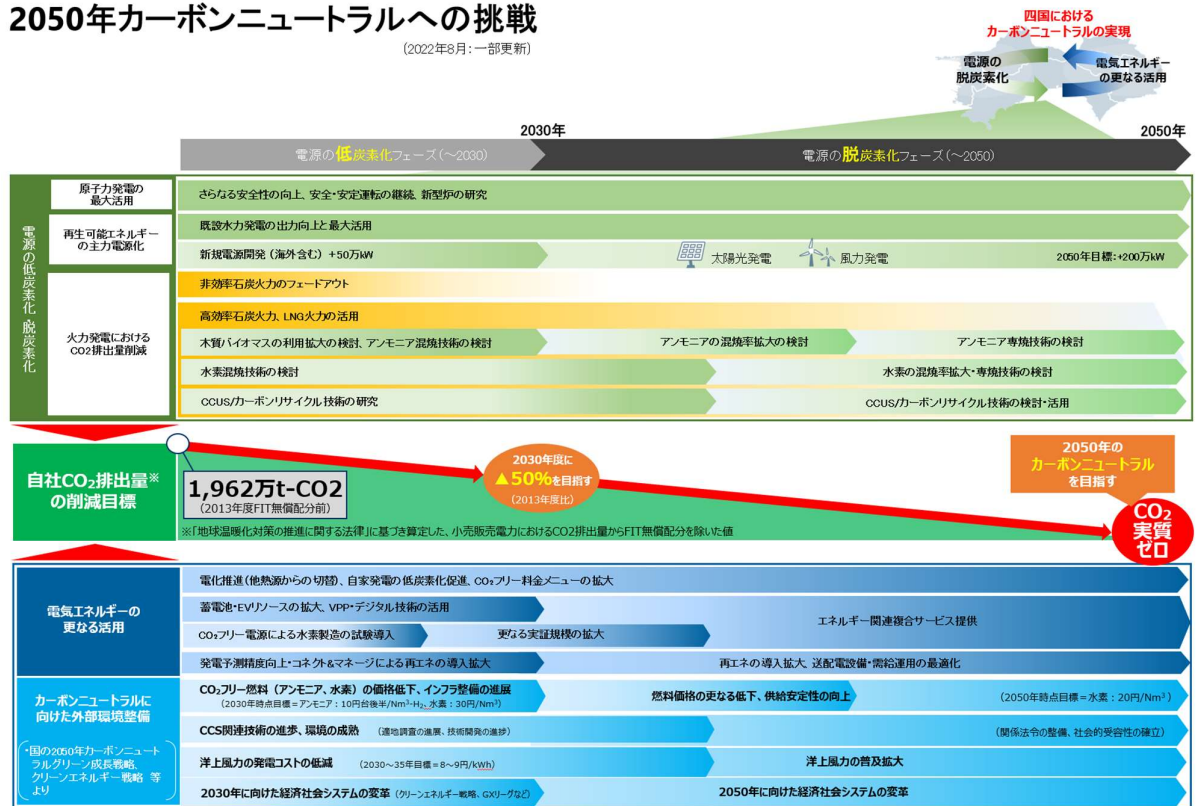 2050年カーボンニュートラルへの挑戦
(2022年8月:一部更新)
四国における
カーボンニュートラルの実現
電源の
脱炭素化
電気エネルギー
の更なる活用
2030年
2050年
電源の低炭素化フェーズ(~2030)
電源の脱炭素化フェーズ(~2050)
電源の低炭素化・脱炭素化
原子力発電の
最大活用
さらなる安全性の向上、安全・安定運転の継続、新型炉の研究
再生可能エネルギー
の主力電源化
既設水力発電の出力向上と最大活用
新規電源開発(海外含む)+50万kW
太陽光発電
風力発電
2050年目標:+200万kW
火力発電における
CO2排出量削減
非効率石炭火力のフェードアウト
高効率石炭火力、LNG火力の活用
木質バイオマスの利用拡大の検討、アンモニア混焼技術の検討
アンモニアの混焼率拡大の検討
アンモニア専焼技術の検討
水素混焼技術の検討
水素の混焼率拡大・専焼技術の検討
CCUS/カーボンリサイクル技術の研究
CCUS/カーボンリサイクル技術の検討・活用
自社CO₂排出量※
の削減目標
1,962万t-CO2
(2013年度FIT無償配分前)
2030年度に
▲50%を目指す
(2013年度比)
2050年の
カーボンニュートラル
を目指す
CO₂
実質
ゼロ
※「地球温暖化対策の推進に関する法律」に基づき算定した、小売販売電力におけるCO2排出量からFIT無償配分を除いた値
電気エネルギーの
更なる活用
電化推進(他熱源からの切替)、自家発電の低炭素化促進、CO₂フリー料金メニューの拡大
蓄電池・EVリソースの拡大、VPP・デジタル技術の活用
エネルギー関連複合サービス提供
CO₂フリー電源による水素製造の試験導入
更なる実証規模の拡大
発電予測精度向上・コネクト&マネージによる再エネの導入拡大
再エネの導入拡大、送配電設備・需給運用の最適化
カーボンニュートラルに
向けた外部環境整備
・国の2050年カーボンニュート
ラルグリーン成長戦略、
クリーンエネルギー戦略 等
より
CO₂フリー燃料(アンモニア、水素)の価格低下、インフラ整備の進展
(2030年時点目標=アンモニア:10円台後半/Nm³-H₂、水素:30円/Nm³)
燃料価格の更なる低下、供給安定性の向上
(2050年時点目標=水素:20円/Nm³)
CCS関連技術の進歩、環境の成熟 (適地調査の進展、技術開発の進捗)
(関係法令の整備、社会的受容性の確立)
洋上風力の発電コストの低減 (2030~35年目標=8~9円/kWh)
洋上風力の普及拡大
2030年に向けた経済社会システムの変革 (クリーンエネルギー戦略、GXリーグなど)
2050年に向けた経済社会システムの変革